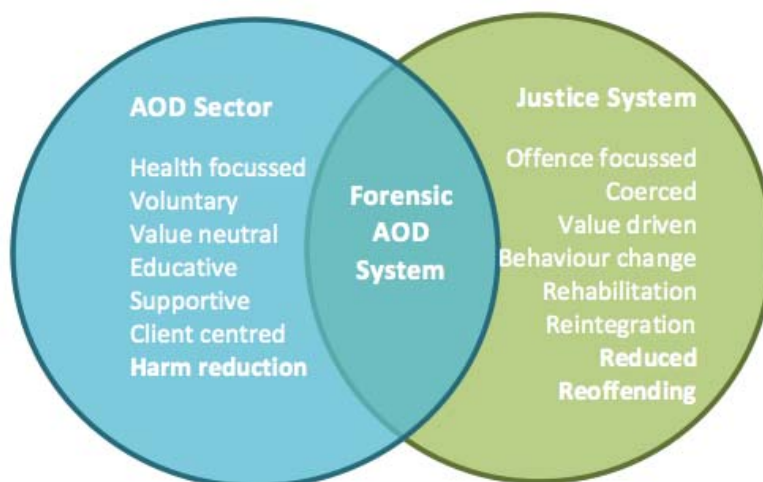 AOD Sector
Health focussed
Voluntary
Value neutral
Educative
Supportive
Client centred
Harm reduction
Forensic
AOD
System
Justice System
Offence focussed
Coerced
Value driven
Behaviour change
Rehabilitation
Reintegration
Reduced
Reoffending